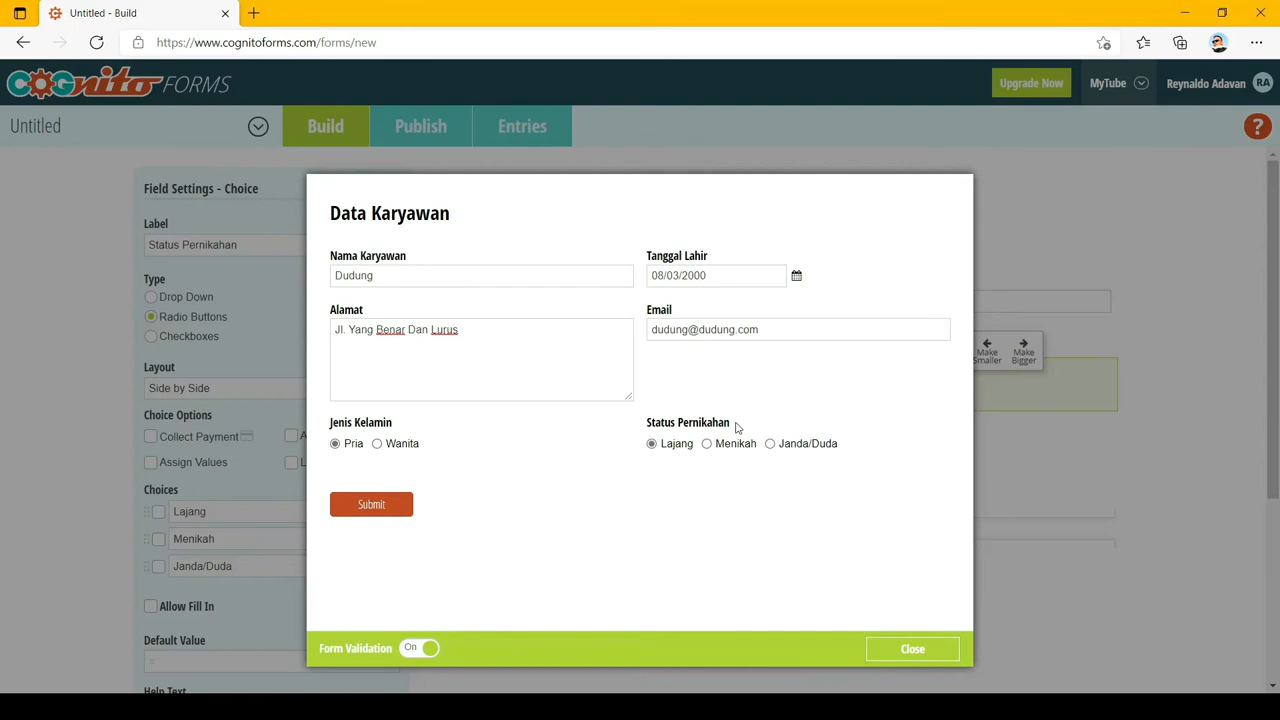 Untitled - Build
https://www.cognitoforms.com/forms/new
COGNITO FORMS
Upgrade Now
MyTube
Reynaldo Adavan
RA
Untitled
Build
Publish
Entries
?
Field Settings - Choice
Label
Status Pernikahan
Type
Drop Down
Radio Buttons
Checkboxes
Layout
Side by Side
Choice Options
Collect Payment
Assign Values
Choices
Lajang
Menikah
Janda/Duda
Allow Fill In
Default Value
Help Text
Data Karyawan
Nama Karyawan
Dudung
Tanggal Lahir
08/03/2000
Alamat
Jl. Yang Benar Dan Lurus
Email
dudung@dudung.com
Jenis Kelamin
Pria
Wanita
Status Pernikahan
Lajang
Menikah
Janda/Duda
Submit
Form Validation
On
Close
Make Smaller
Make Bigger